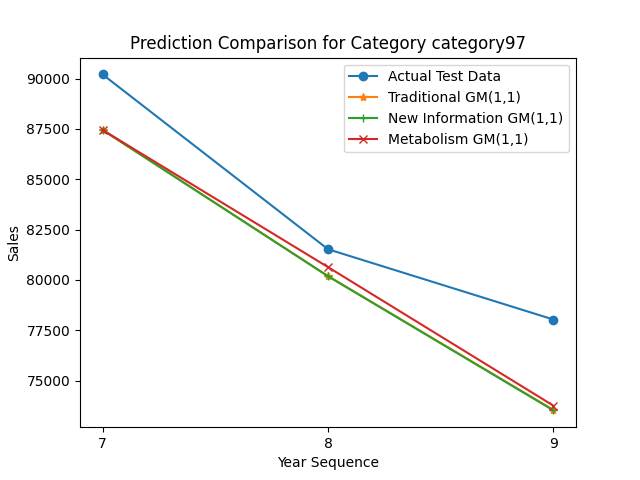 Prediction Comparison for Category category97
Actual Test Data
Traditional GM(1,1)
New Information GM(1,1)
Metabolism GM(1,1)
90000
87500
85000
82500
80000
77500
75000
Sales
7
8
9
Year Sequence